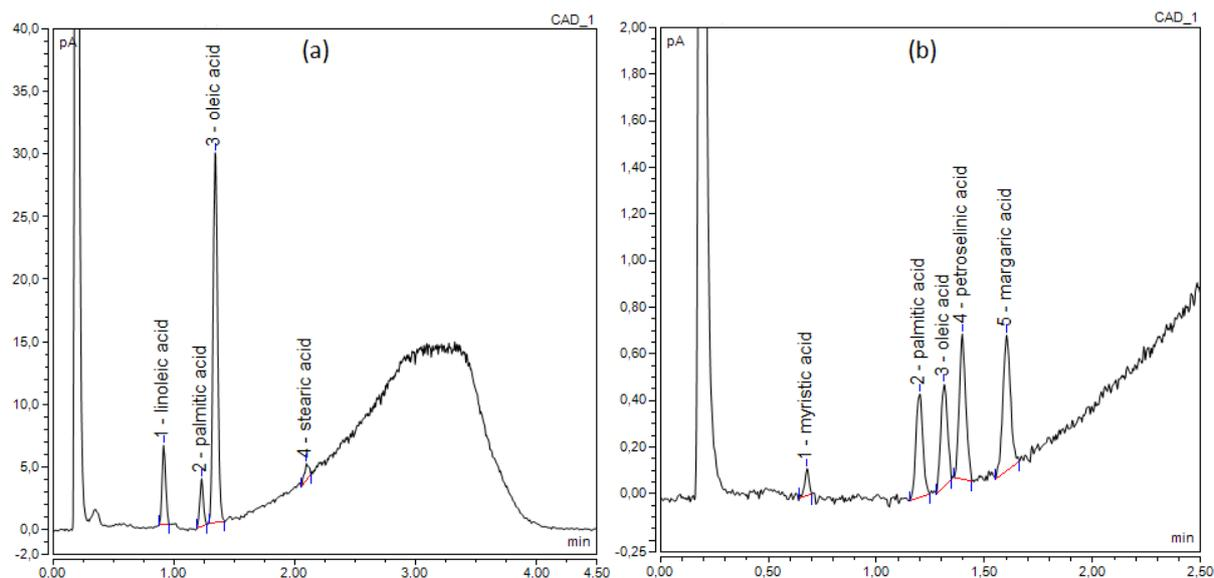 CAD_1
40,0
pA
(a)
35,0
30,0
25,0
20,0
15,0
10,0
5,0
0,0
-2,0
1 - linoleic acid
2 - palmitic acid
3 - oleic acid
4 - stearic acid
min
0.00 1.00 2.00 3.00 4.50
CAD_1
2,00
pA
(b)
1,80
1,60
1,40
1,20
1,00
0,80
0,60
0,40
0,20
0,00
-0,25
1 - myristic acid
2 - palmitic acid
3 - oleic acid
4 - petroselinic acid
5 - margaric acid
min
0,00 0,50 1,00 1,50 2,00 2,50